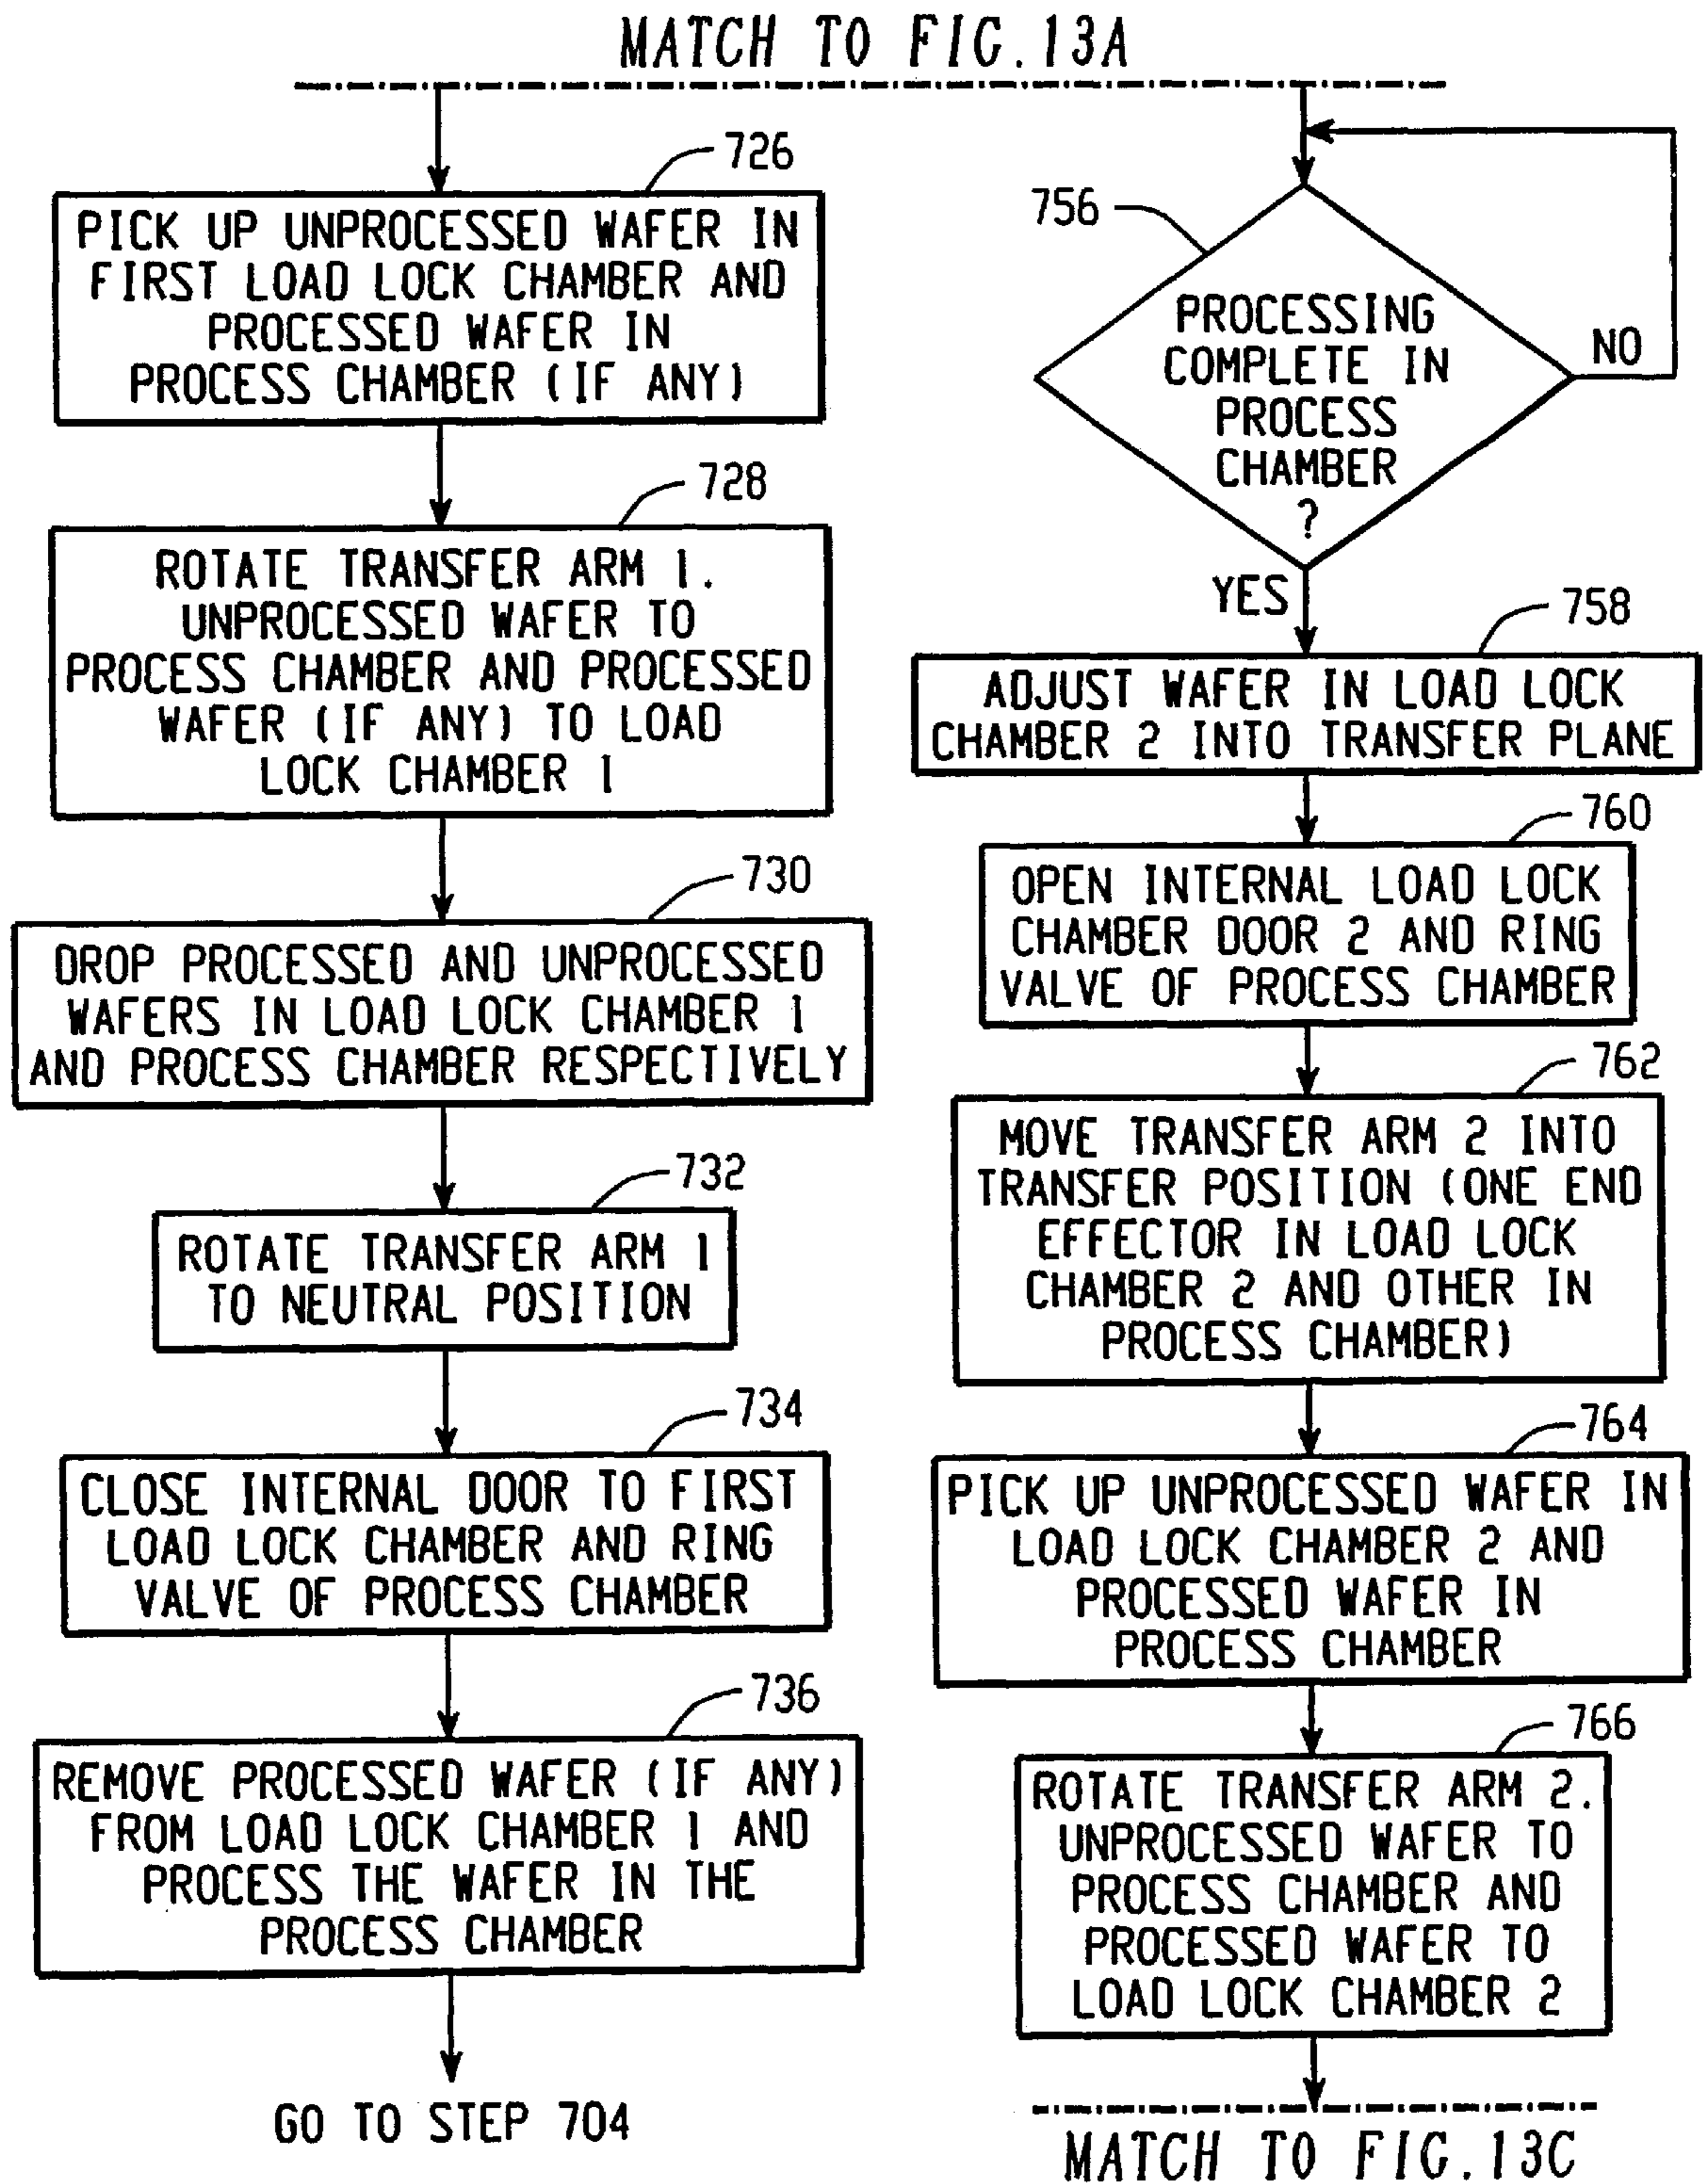 MATCH TO FIG.13A
726
PICK UP UNPROCESSED WAFER IN
FIRST LOAD LOCK CHAMBER AND
PROCESSED WAFER IN
PROCESS CHAMBER (IF ANY)
728
ROTATE TRANSFER ARM 1.
UNPROCESSED WAFER TO
PROCESS CHAMBER AND PROCESSED
WAFER (IF ANY) TO LOAD
LOCK CHAMBER 1
730
DROP PROCESSED AND UNPROCESSED
WAFERS IN LOAD LOCK CHAMBER 1
AND PROCESS CHAMBER RESPECTIVELY
732
ROTATE TRANSFER ARM 1
TO NEUTRAL POSITION
734
CLOSE INTERNAL DOOR TO FIRST
LOAD LOCK CHAMBER AND RING
VALVE OF PROCESS CHAMBER
736
REMOVE PROCESSED WAFER (IF ANY)
FROM LOAD LOCK CHAMBER 1 AND
PROCESS THE WAFER IN THE
PROCESS CHAMBER
GO TO STEP 704
756
PROCESSING
COMPLETE IN
PROCESS
CHAMBER
?
NO
YES
758
ADJUST WAFER IN LOAD LOCK
CHAMBER 2 INTO TRANSFER PLANE
760
OPEN INTERNAL LOAD LOCK
CHAMBER DOOR 2 AND RING
VALVE OF PROCESS CHAMBER
762
MOVE TRANSFER ARM 2 INTO
TRANSFER POSITION (ONE END
EFFECTOR IN LOAD LOCK
CHAMBER 2 AND OTHER IN
PROCESS CHAMBER)
764
PICK UP UNPROCESSED WAFER IN
LOAD LOCK CHAMBER 2 AND
PROCESSED WAFER IN
PROCESS CHAMBER
766
ROTATE TRANSFER ARM 2.
UNPROCESSED WAFER TO
PROCESS CHAMBER AND
PROCESSED WAFER TO
LOAD LOCK CHAMBER 2
MATCH TO FIG.13C